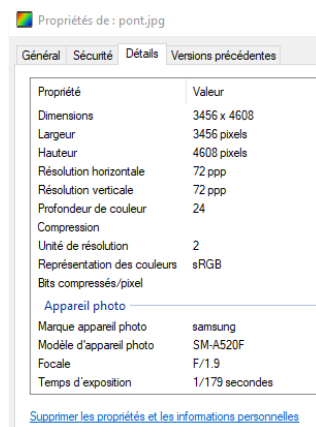 Propriétés de : pont.jpg
Général Sécurité Détails Versions précédentes
Propriété Valeur
Dimensions 3456 x 4608
Largeur 3456 pixels
Hauteur 4608 pixels
Résolution horizontale 72 ppp
Résolution verticale 72 ppp
Profondeur de couleur 24
Compression
Unité de résolution 2
Représentation des couleurs sRGB
Bits compressés/pixel
Appareil photo
Marque appareil photo samsung
Modèle d'appareil photo SM-A520F
Focale F/1.9
Temps d'exposition 1/179 secondes
Supprimer les propriétés et les informations personnelles